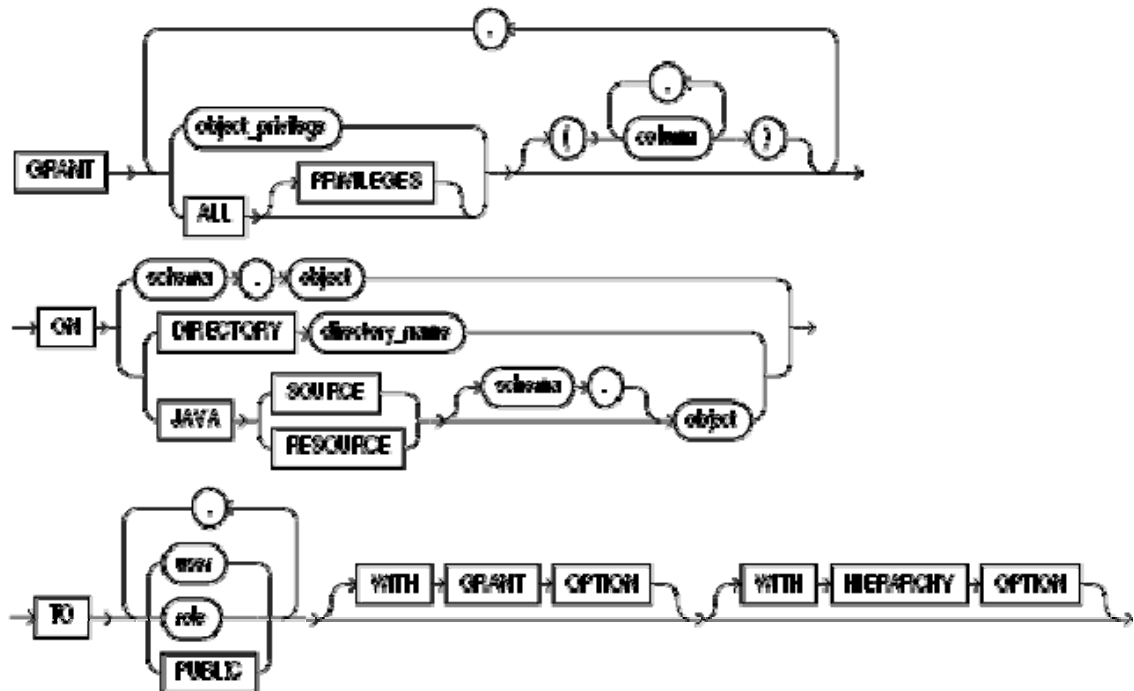 ,
,
object_privilege ( column )
GRANT PRIVILEGES
ALL
schema . object
ON DIRECTORY directory_name
SOURCE schema .
JAVA object
RESOURCE
,
user
WITH GRANT OPTION WITH HIERARCHY OPTION
TO role
PUBLIC